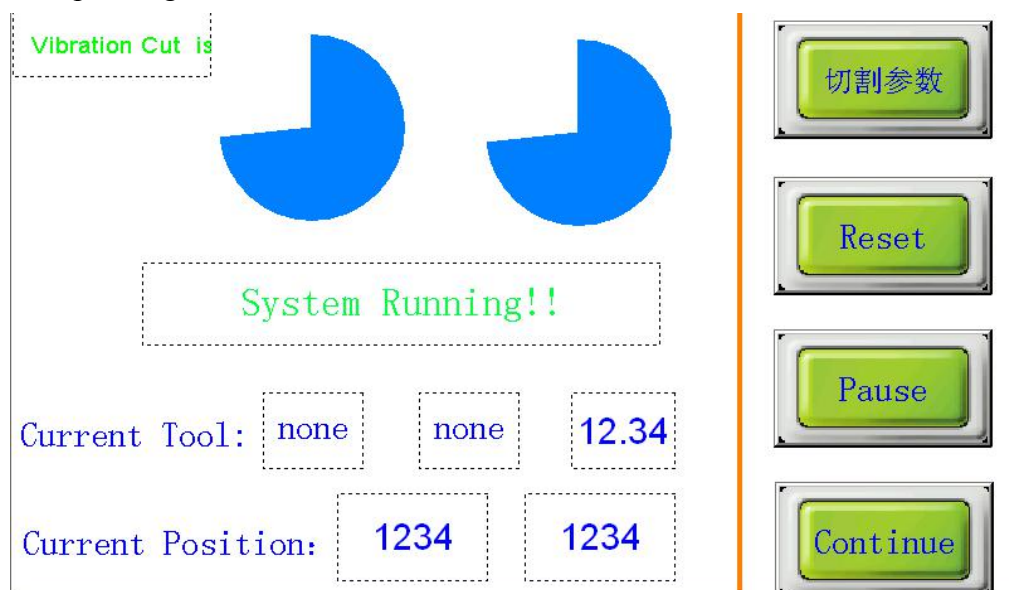 Vibration Cut is
切割参数
Reset
System Running!!
Pause
Current Tool: none none 12.34
Current Position: 1234 1234
Continue